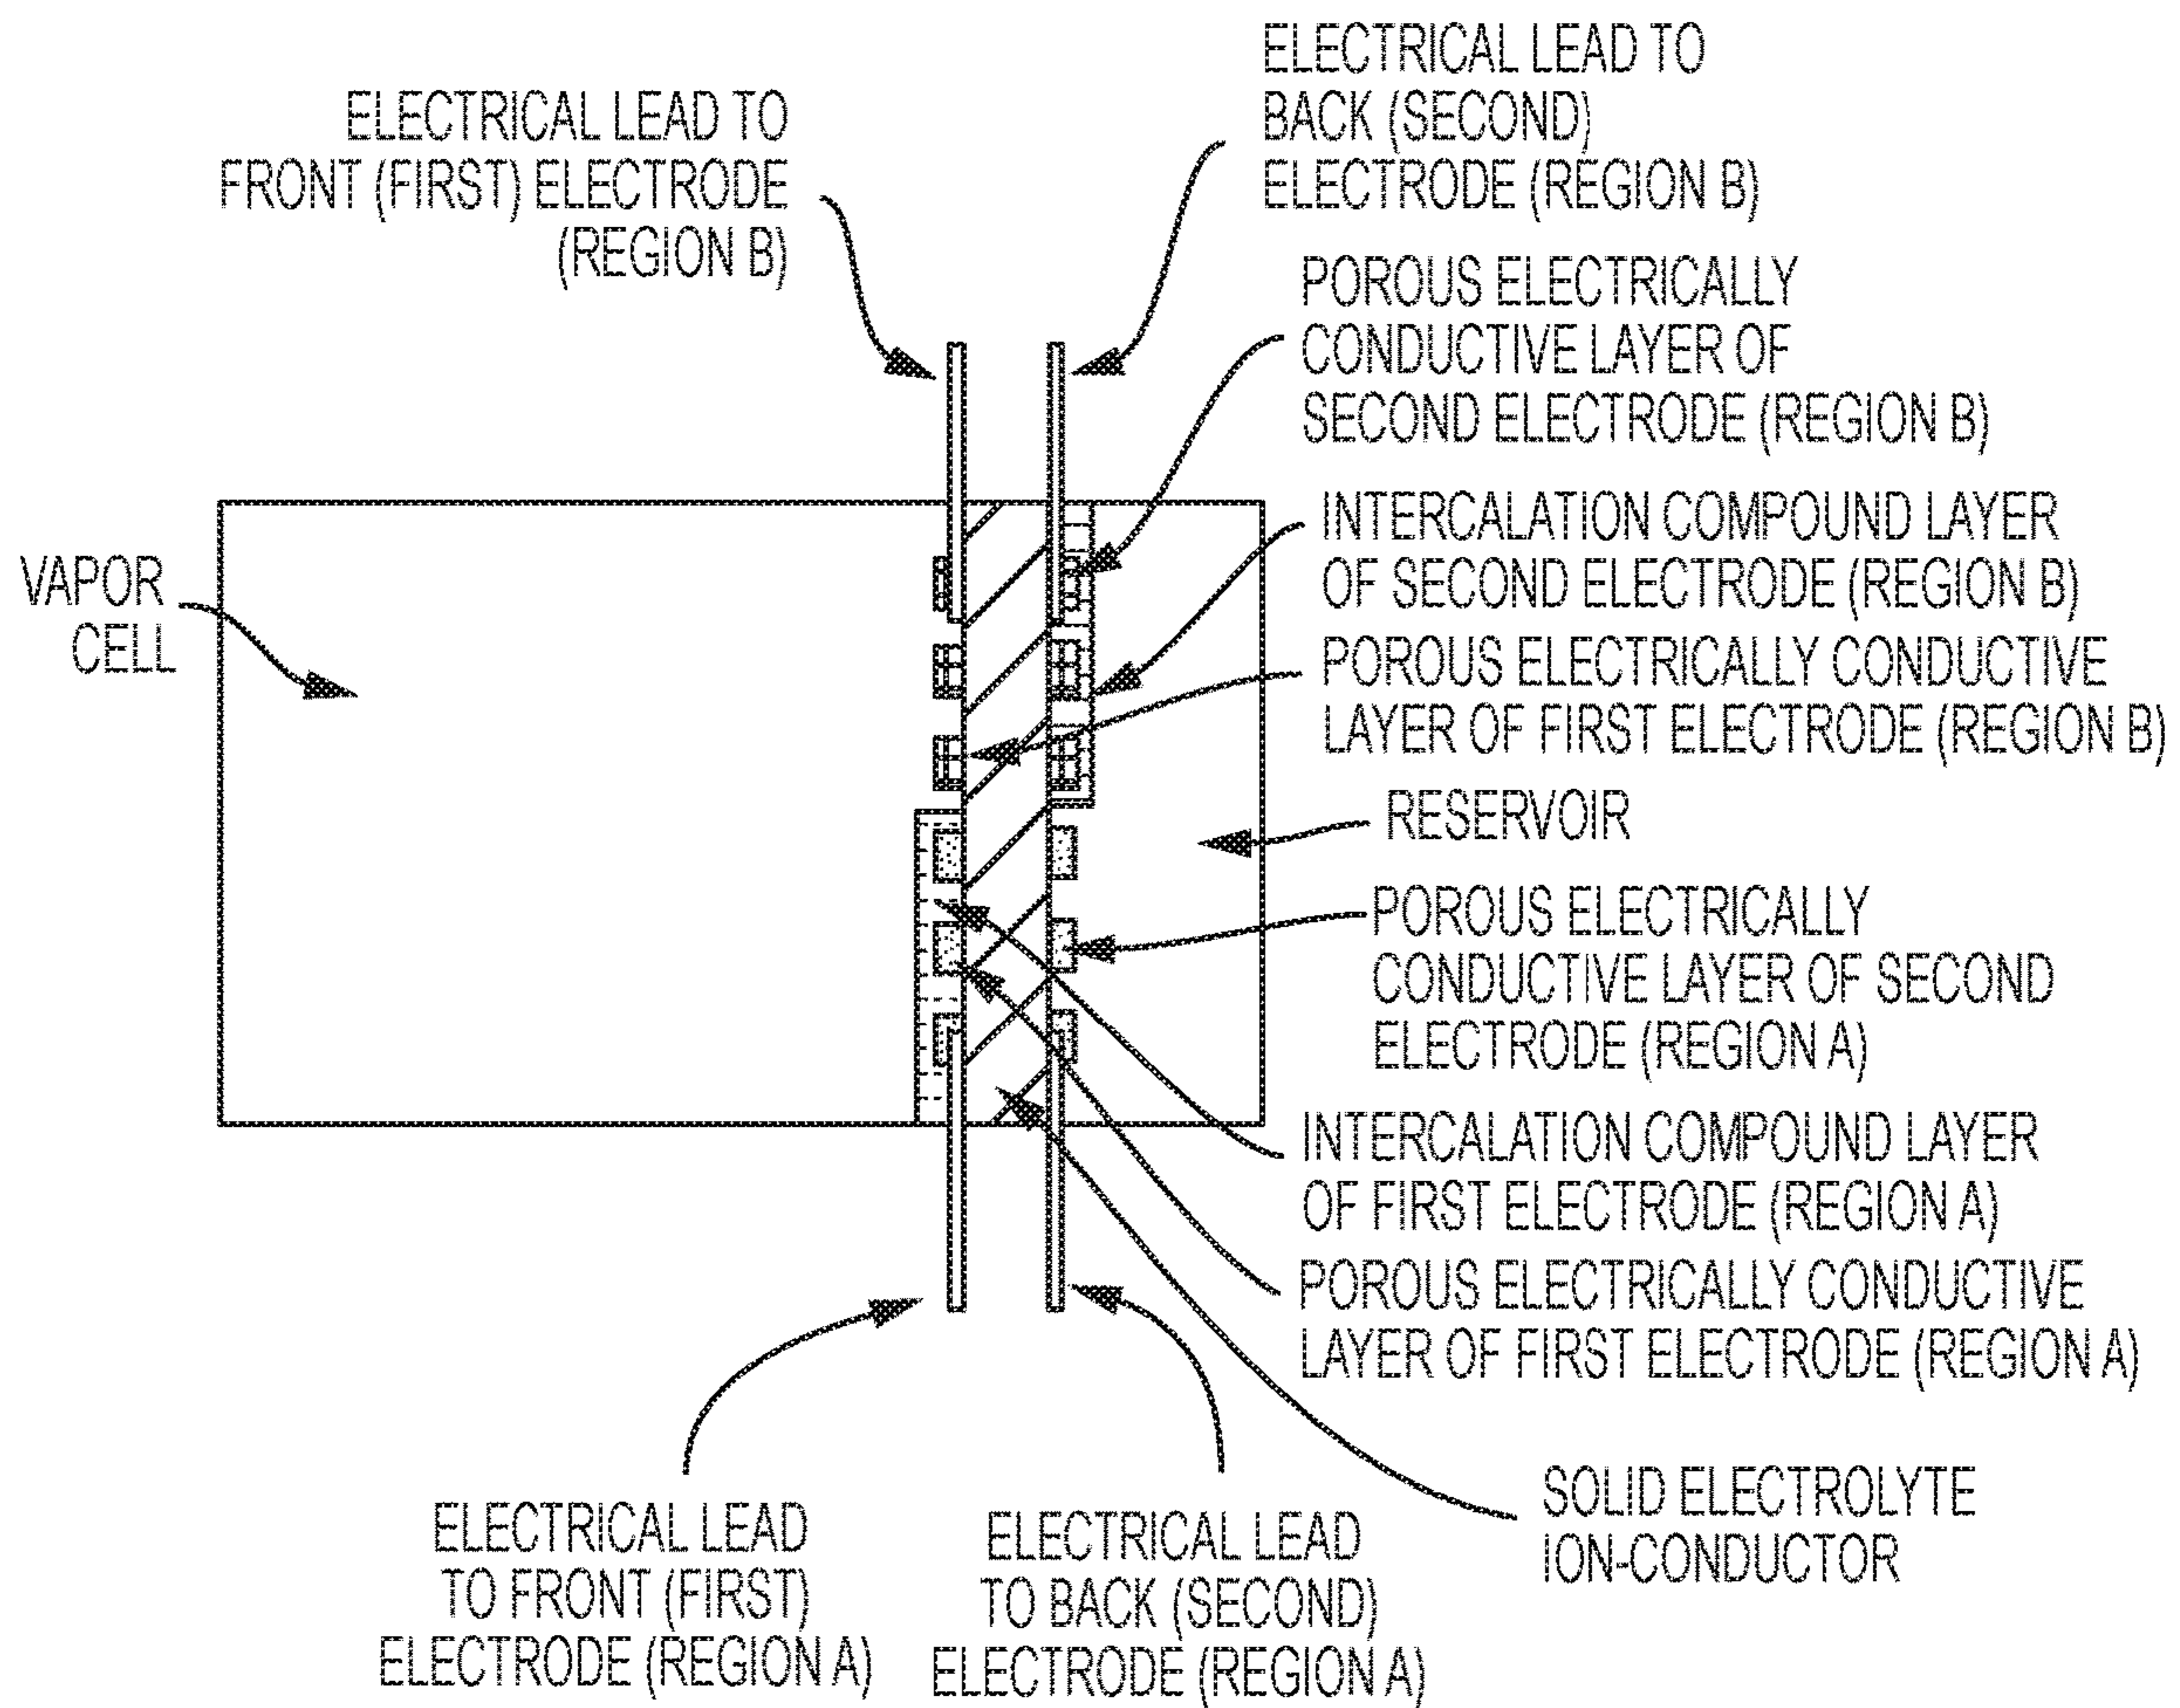 ELECTRICAL LEAD TO
FRONT (FIRST) ELECTRODE
(REGION B)
ELECTRICAL LEAD TO
BACK (SECOND)
ELECTRODE (REGION B)
POROUS ELECTRICALLY
CONDUCTIVE LAYER OF
SECOND ELECTRODE (REGION B)
INTERCALATION COMPOUND LAYER
OF SECOND ELECTRODE (REGION B)
VAPOR
CELL
POROUS ELECTRICALLY CONDUCTIVE
LAYER OF FIRST ELECTRODE (REGION B)
RESERVOIR
POROUS ELECTRICALLY
CONDUCTIVE LAYER OF SECOND
ELECTRODE (REGION A)
INTERCALATION COMPOUND LAYER
OF FIRST ELECTRODE (REGION A)
POROUS ELECTRICALLY CONDUCTIVE
LAYER OF FIRST ELECTRODE (REGION A)
SOLID ELECTROLYTE
ION-CONDUCTOR
ELECTRICAL LEAD
TO FRONT (FIRST)
ELECTRODE (REGION A)
ELECTRICAL LEAD
TO BACK (SECOND)
ELECTRODE (REGION A)